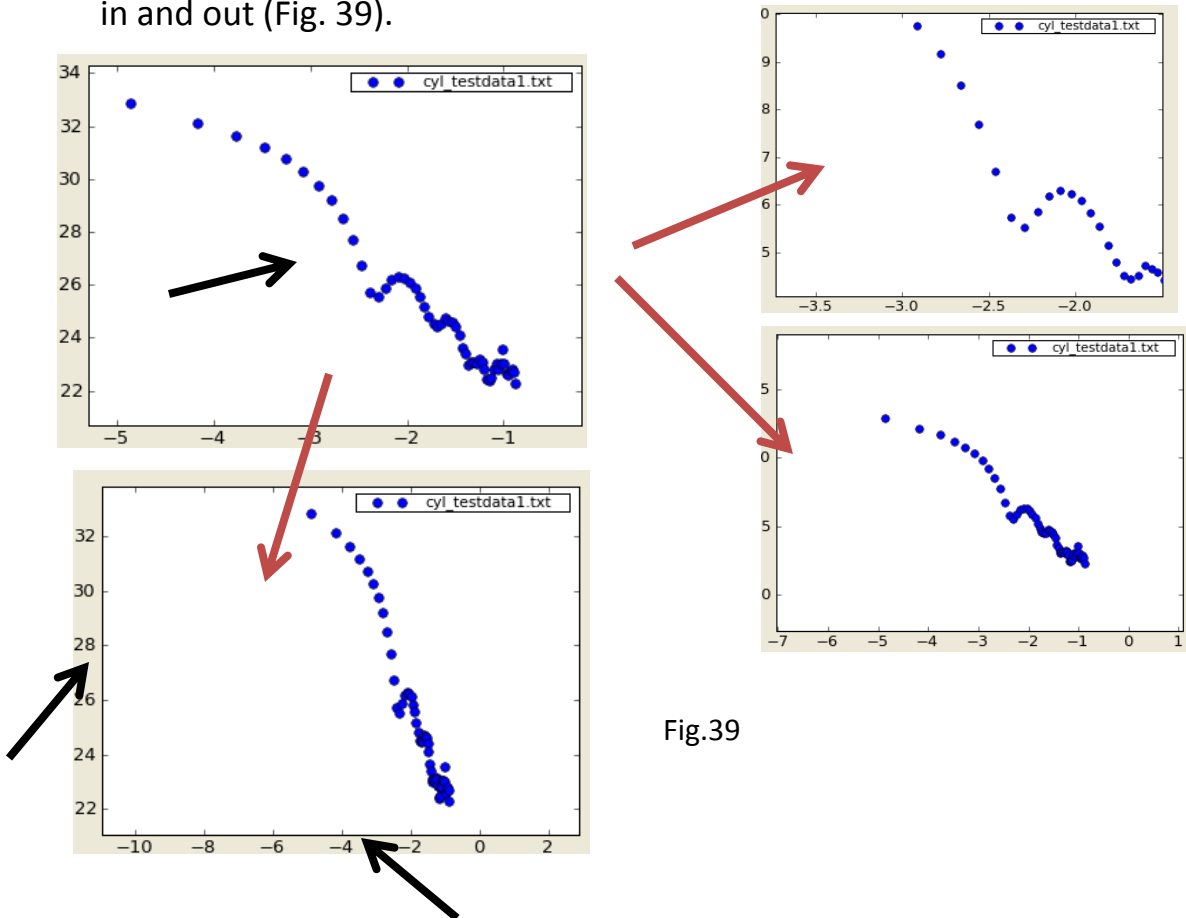 in and out (Fig. 39).
cyl_testdata1.txt
34
32
30
28
26
24
22
−5 −4 −3 −2 −1
cyl_testdata1.txt
0
9
8
7
6
5
−3.5 −3.0 −2.5 −2.0
cyl_testdata1.txt
5
0
5
0
−7 −6 −5 −4 −3 −2 −1 0 1
cyl_testdata1.txt
32
30
28
26
24
22
−10 −8 −6 −4 −2 0 2
Fig.39